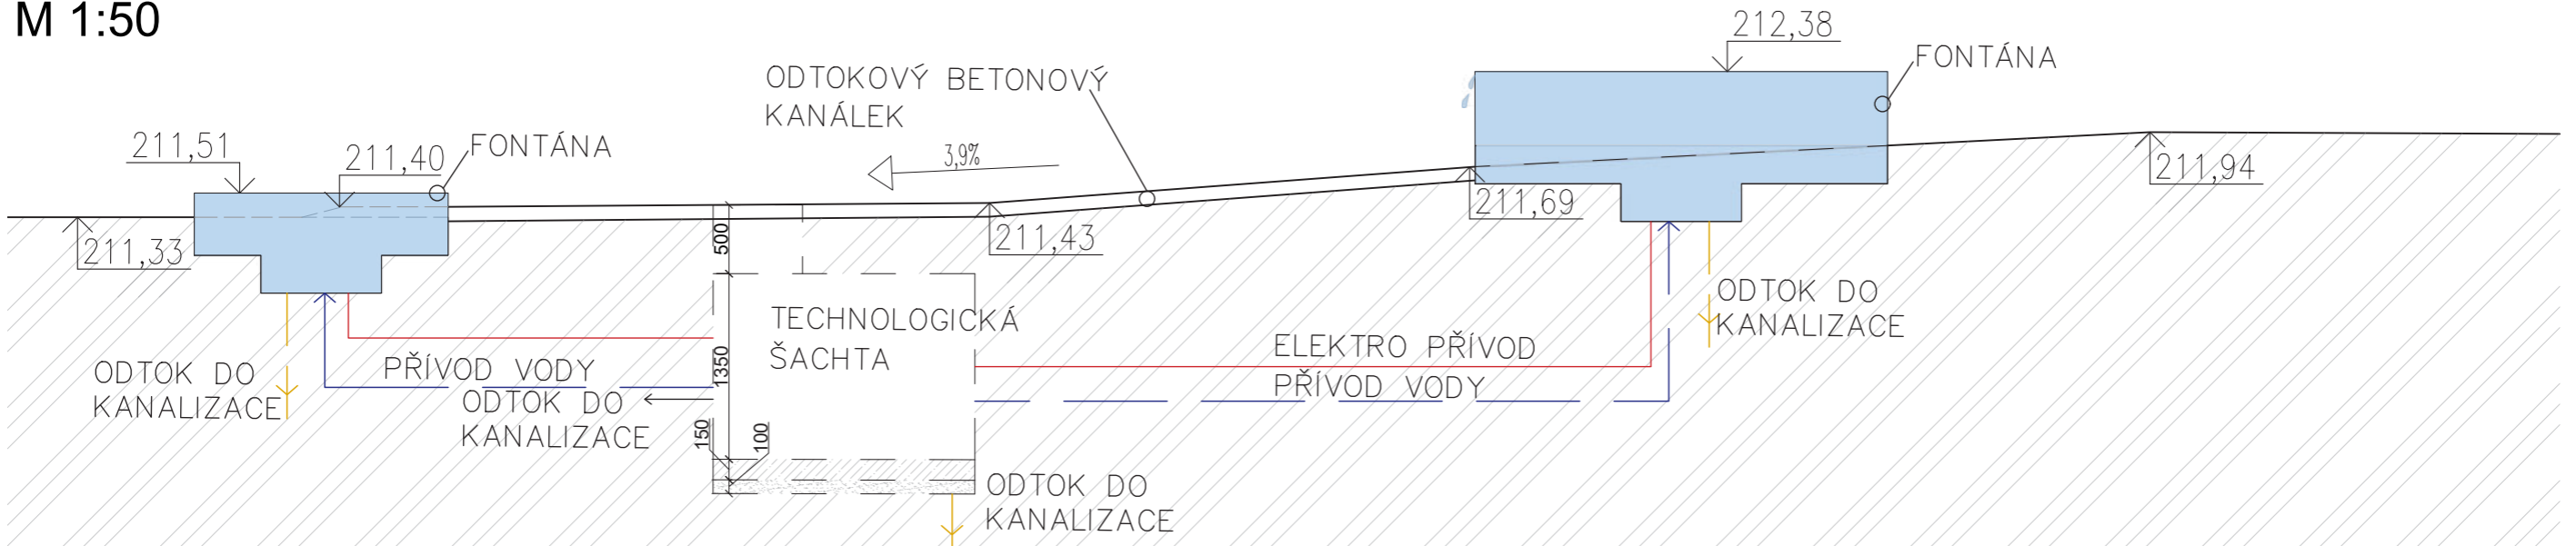 M 1:50
212,38
FONTÁNA
ODTOKOVÝ BETONOVÝ
KANÁLEK
211,51
211,40
FONTÁNA
3,9%
211,94
211,69
211,33
500
211,43
TECHNOLOGICKÁ
ŠACHTA
1350
ODTOK DO
KANALIZACE
ELEKTRO PŘÍVOD
PŘÍVOD VODY
ODTOK DO
KANALIZACE
PŘÍVOD VODY
ODTOK DO
KANALIZACE
150
100
ODTOK DO
KANALIZACE